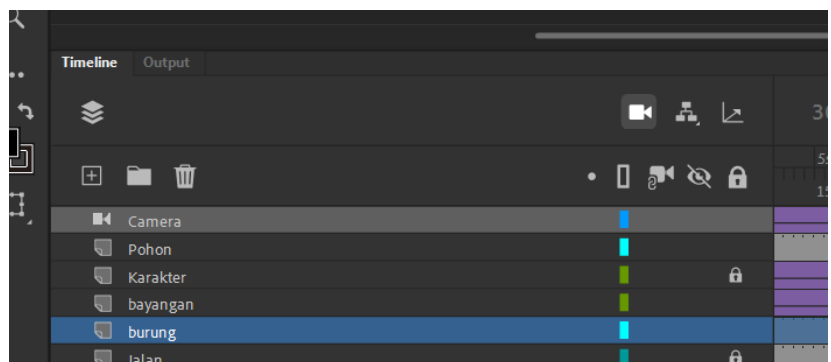 Timeline Output
Camera
Pohon
Karakter
bayangan
burung
Jalan